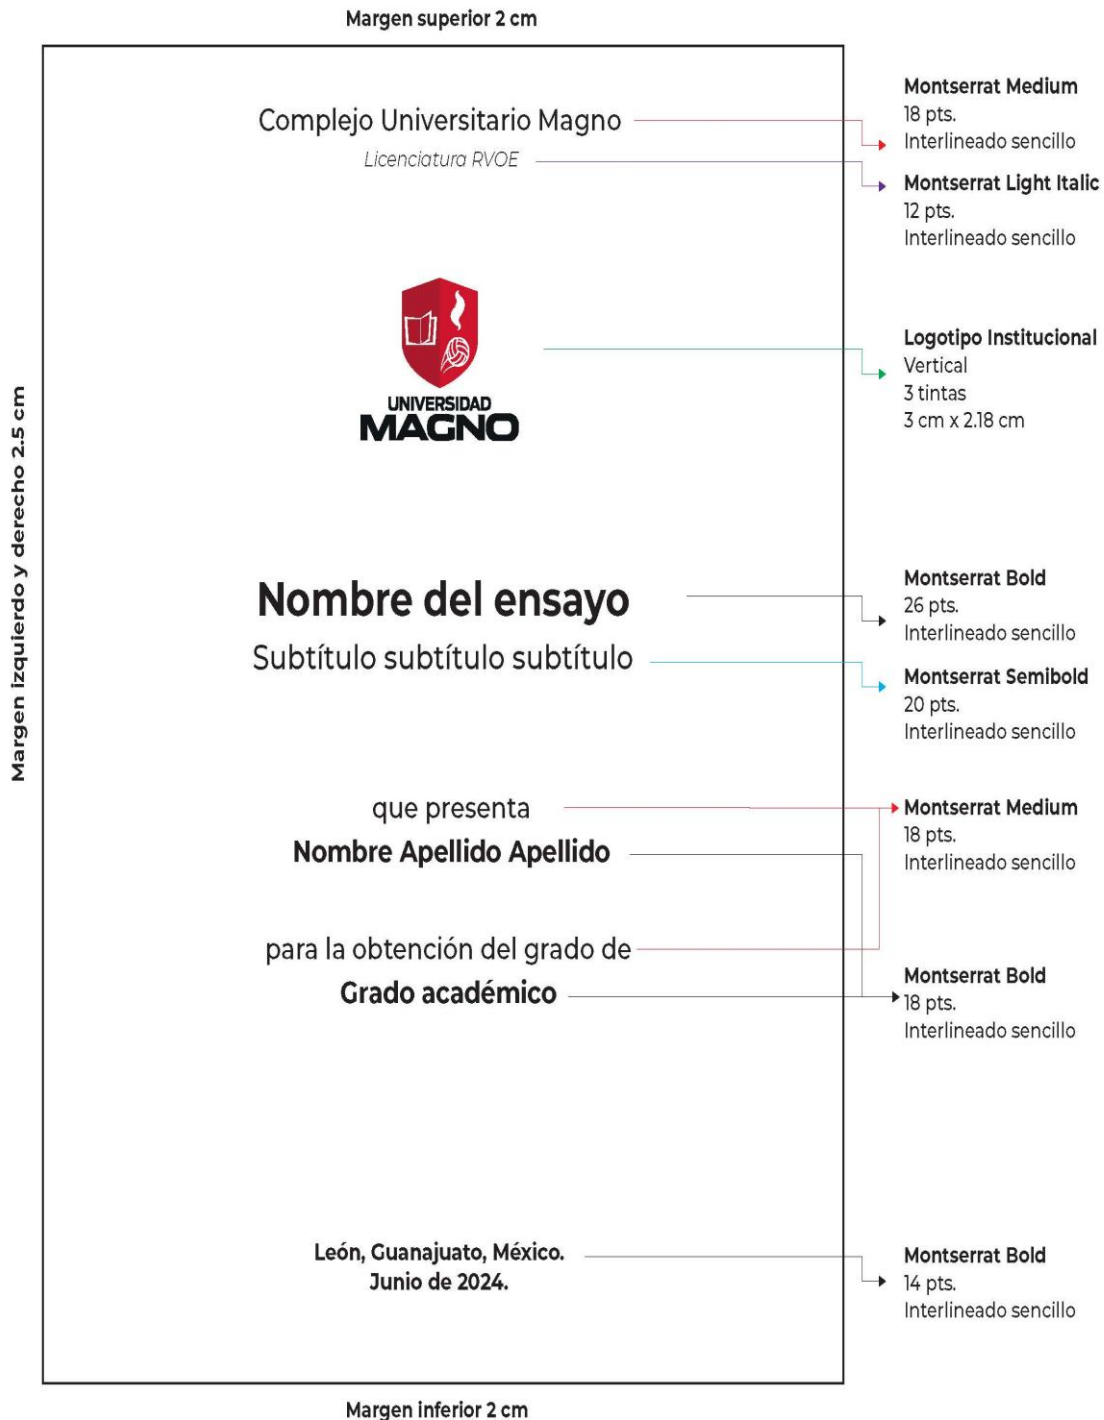 Margen superior 2 cm
Complejo Universitario Magno
Licenciatura RVOE
Montserrat Medium
18 pts.
Interlineado sencillo
Montserrat Light Italic
12 pts.
Interlineado sencillo
UNIVERSIDAD
MAGNO
Logotipo Institucional
Vertical
3 tintas
3 cm x 2.18 cm
Margen izquierdo y derecho 2.5 cm
Nombre del ensayo
Subtítulo subtítulo subtítulo
Montserrat Bold
26 pts.
Interlineado sencillo
Montserrat Semibold
20 pts.
Interlineado sencillo
que presenta
Nombre Apellido Apellido
Montserrat Medium
18 pts.
Interlineado sencillo
para la obtención del grado de
Grado académico
Montserrat Bold
18 pts.
Interlineado sencillo
León, Guanajuato, México.
Junio de 2024.
Montserrat Bold
14 pts.
Interlineado sencillo
Margen inferior 2 cm